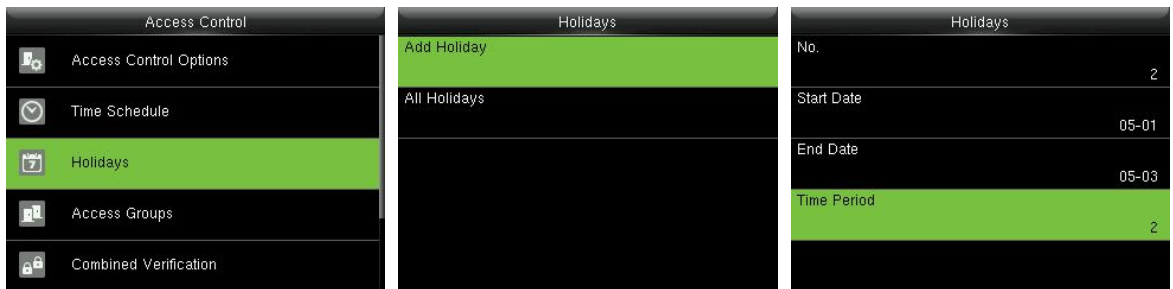 Access Control
Access Control Options
Time Schedule
7
Holidays
Access Groups
Combined Verification
Holidays
Add Holiday
All Holidays
Holidays
No.
2
Start Date
05-01
End Date
05-03
Time Period
2